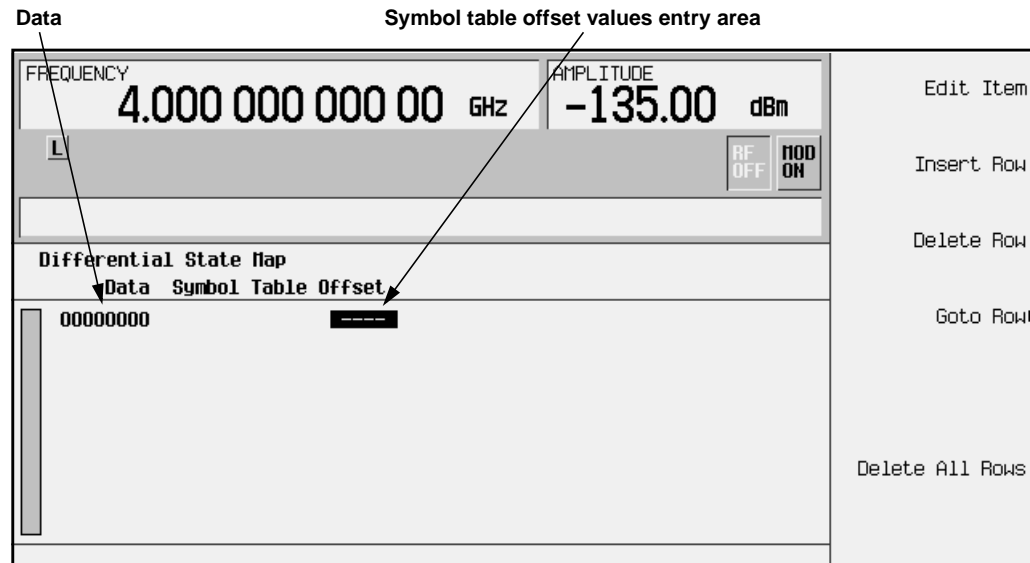 Data
Symbol table offset values entry area
FREQUENCY
4.000 000 000 00 GHz
AMPLITUDE
-135.00 dBm
L
RF OFF
MOD ON
Differential State Map
Data Symbol Table Offset
00000000 ----
Edit Item
Insert Row
Delete Row
Goto Row
Delete All Rows